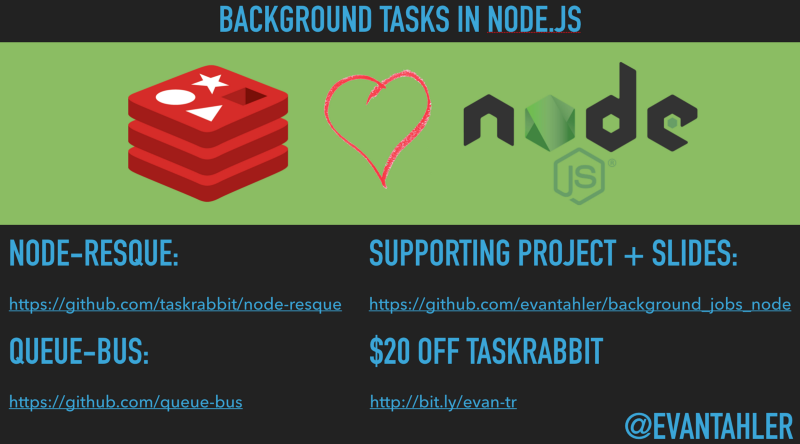 BACKGROUND TASKS IN NODE.JS
node
JS®
NODE-RESQUE:
https://github.com/taskrabbit/node-resque
QUEUE-BUS:
https://github.com/queue-bus
SUPPORTING PROJECT + SLIDES:
https://github.com/evantahler/background_jobs_node
$20 OFF TASKRABBIT
http://bit.ly/evan-tr
@EVANTAHLER